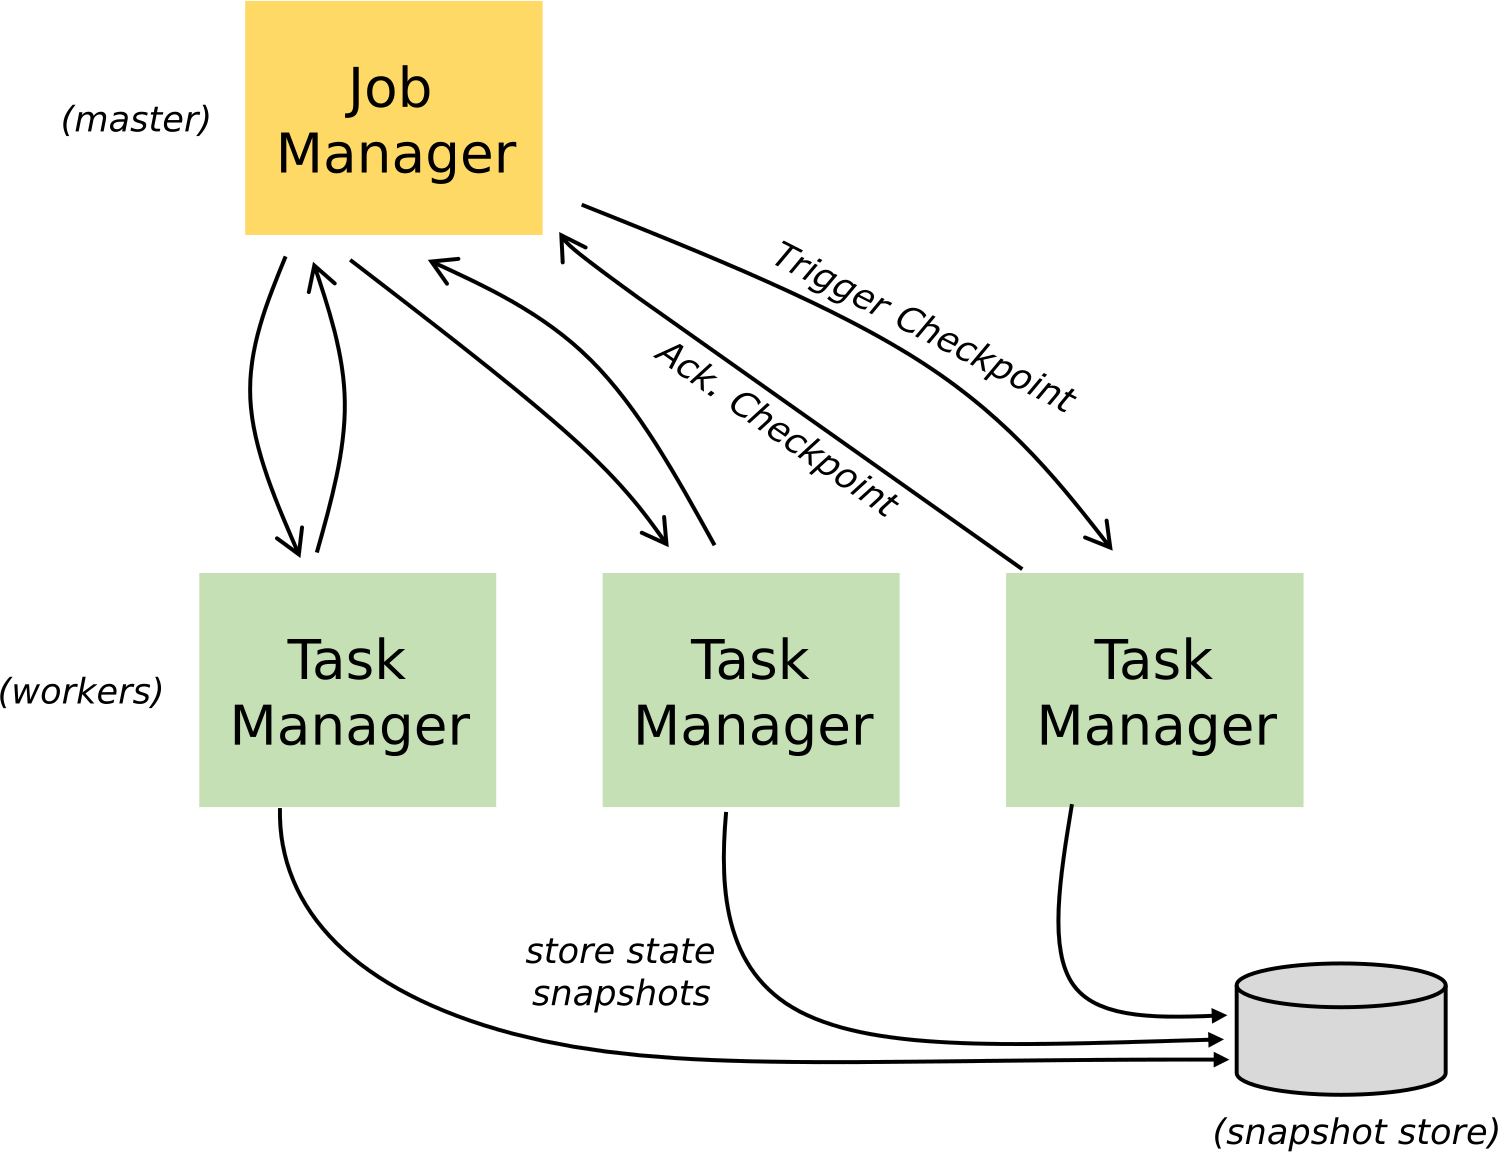 Job
Manager
(master)
Trigger Checkpoint
Ack. Checkpoint
(workers)
Task
Manager
Task
Manager
Task
Manager
store state
snapshots
(snapshot store)